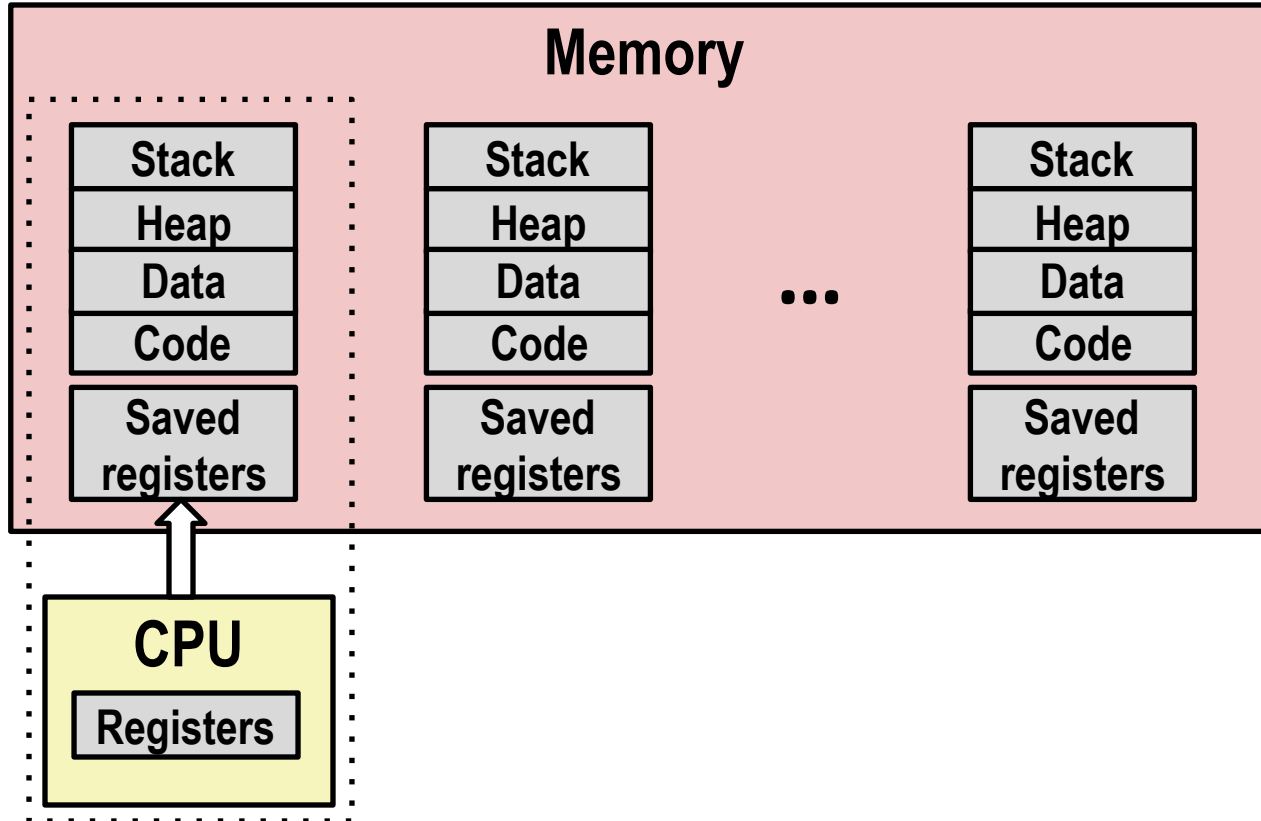 Memory
Stack
Heap
Data
Code
Saved
registers
Stack
Heap
Data
Code
Saved
registers
...
Stack
Heap
Data
Code
Saved
registers
CPU
Registers